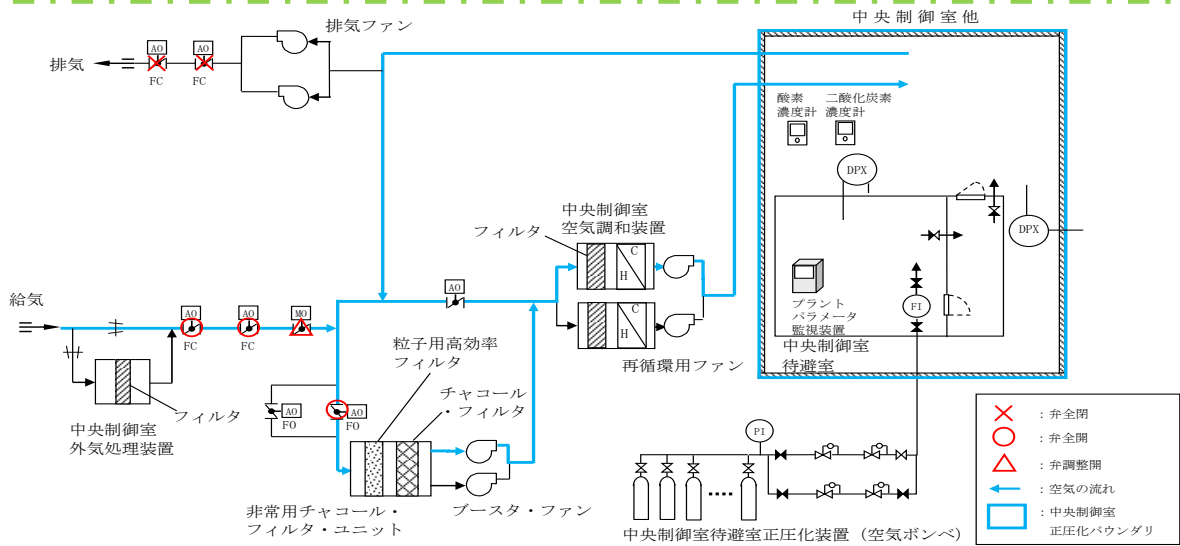 中央制御室他
排気ファン
AO
AO
排気
FC
FC
酸素
濃度計
二酸化炭素
濃度計
DPX
DPX
中央制御室
空気調和装置
フィルタ
C
H
C
H
再循環用ファン
AO
給気
AO
AO
MO
FC
FC
フィルタ
中央制御室
外気処理装置
粒子用高効率
フィルタ
チャコール
・フィルタ
AO
FO
AO
FO
非常用チャコール・
フィルタ・ユニット
ブースタ・ファン
プラント
パラメータ
監視装置
FI
中央制御室
待避室
PI
中央制御室待避室正圧化装置（空気ボンベ）
：弁全閉
：弁全開
：弁調整開
：空気の流れ
：中央制御室
正圧化バウンダリ